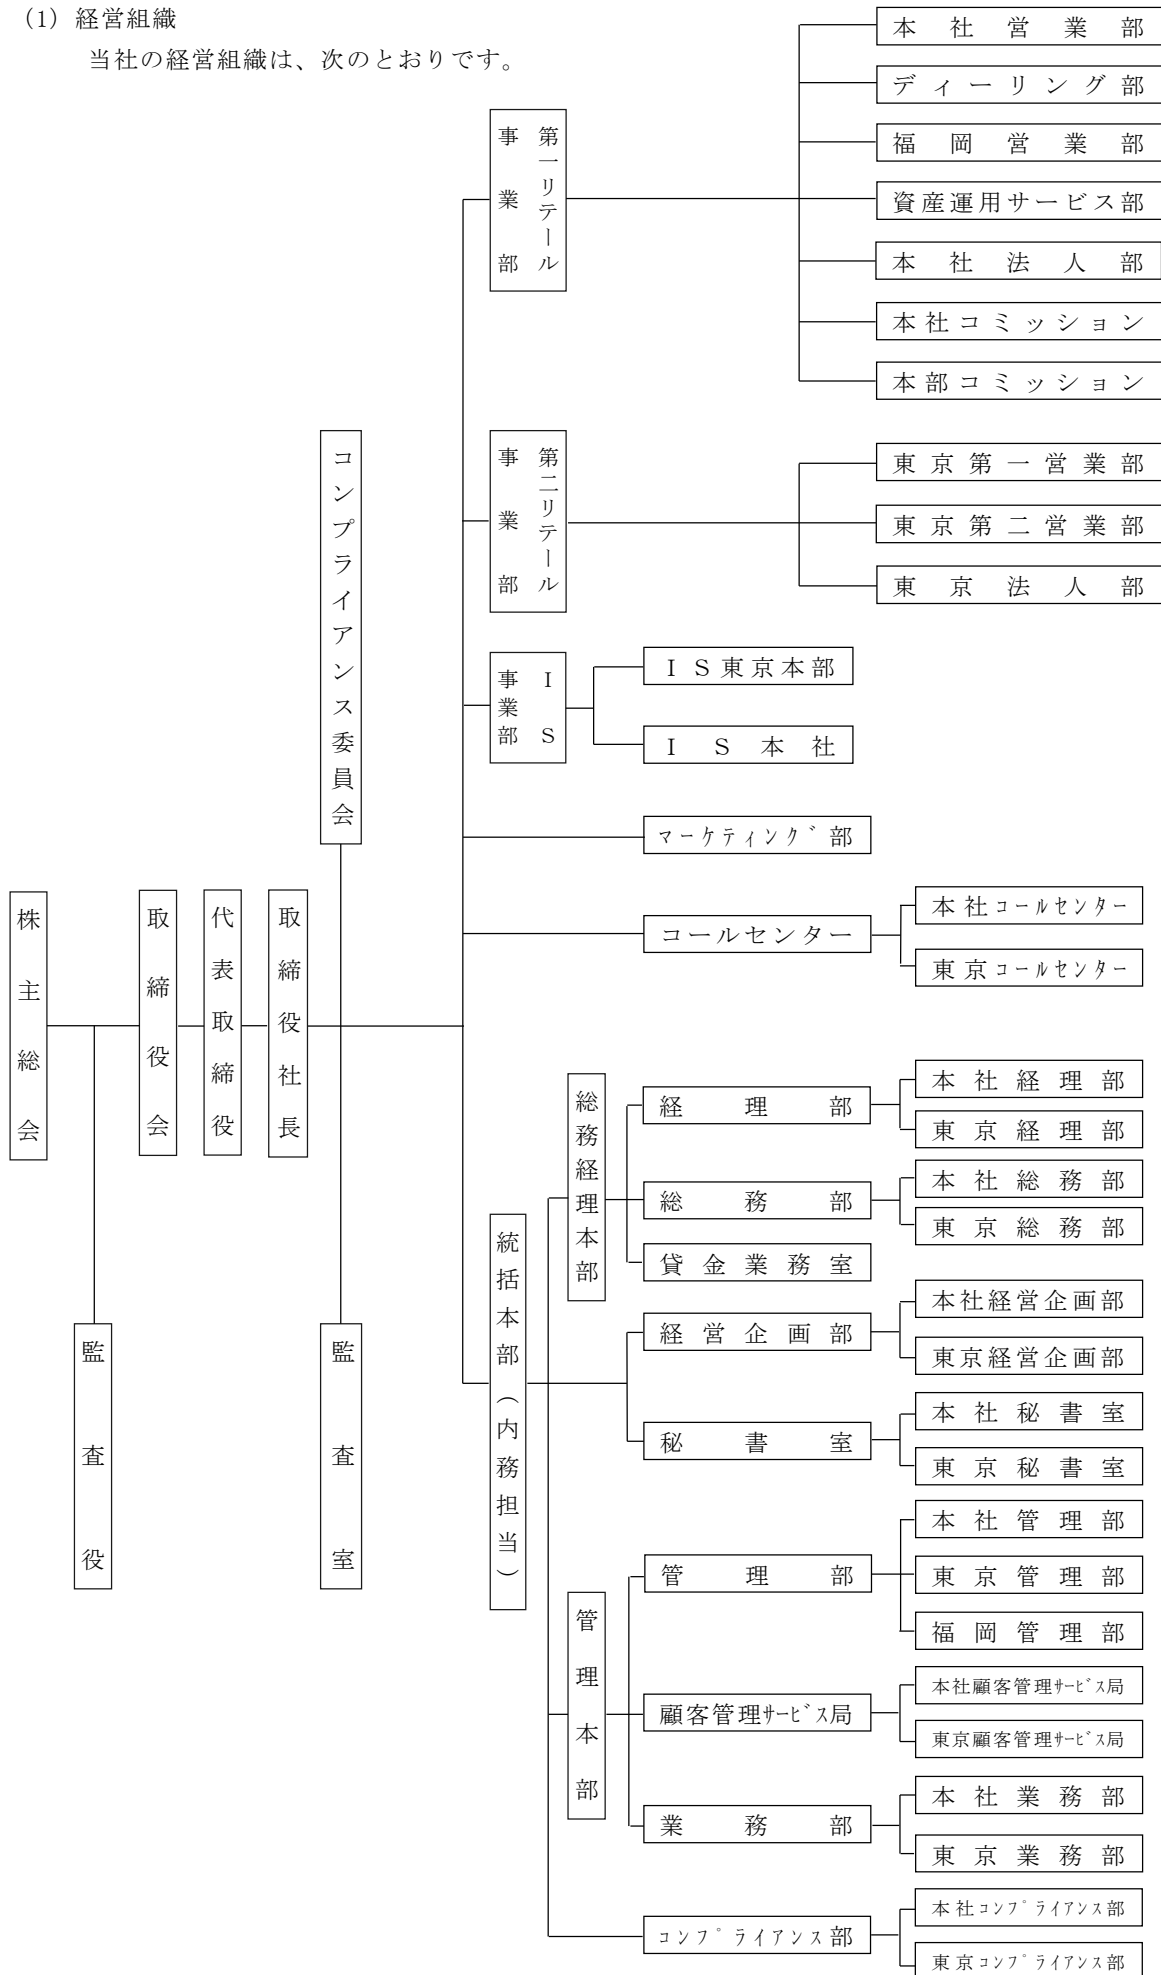 (1) 経営組織
当社の経営組織は、次のとおりです。
株主総会
監査役
取締役会
代表取締役
取締役社長
コンプライアンス委員会
監査室
第一リテール
事業部
本社営業部
ディーリング部
福岡営業部
資産運用サービス部
本社法人部
本社コミッション
本部コミッション
第二リテール
事業部
東京第一営業部
東京第二営業部
東京法人部
ＩＳ
事業部
ＩＳ東京本部
ＩＳ本社
マーケティング部
コールセンター
本社コールセンター
東京コールセンター
統括本部（内務担当）
総務経理本部
経理部
本社経理部
東京経理部
総務部
本社総務部
東京総務部
貸金業務室
経営企画部
本社経営企画部
東京経営企画部
秘書室
本社秘書室
東京秘書室
管理本部
管理部
本社管理部
東京管理部
福岡管理部
顧客管理サービス局
本社顧客管理サービス局
東京顧客管理サービス局
業務部
本社業務部
東京業務部
コンプライアンス部
本社コンプライアンス部
東京コンプライアンス部